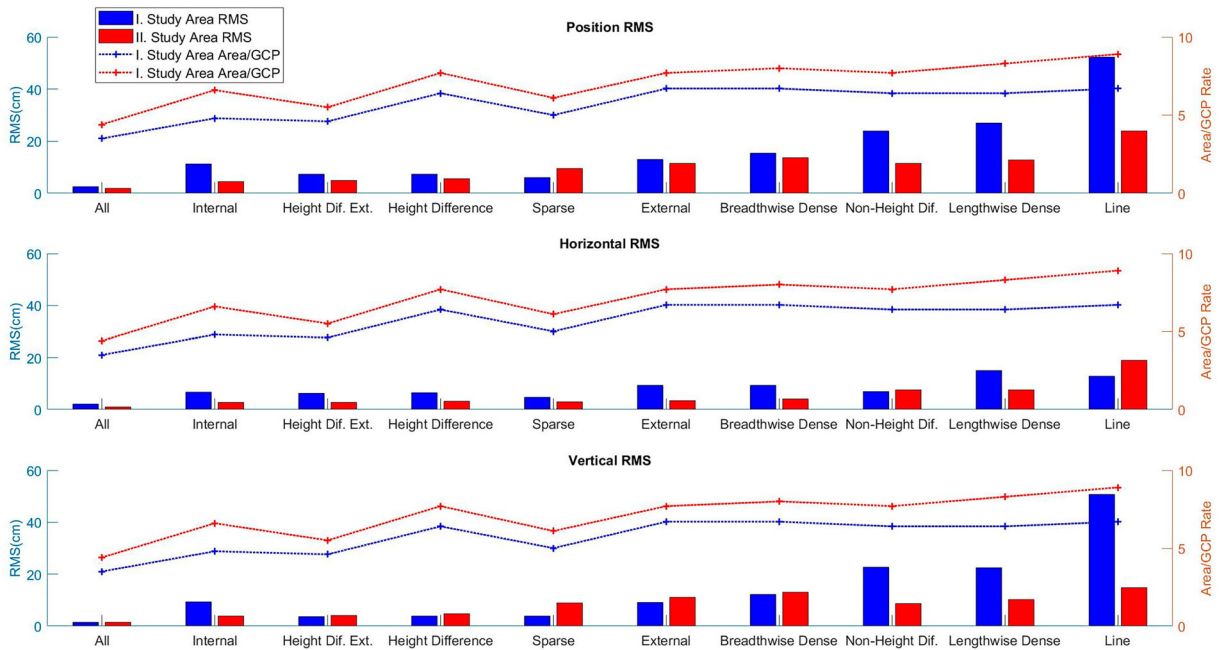 I. Study Area RMS
II. Study Area RMS
I. Study Area Area/GCP
I. Study Area Area/GCP
Position RMS
RMS(cm)
60
40
20
0
10
5
0
Area/GCP Rate
All Internal Height Dif. Ext. Height Difference Sparse External Breadthwise Dense Non-Height Dif. Lengthwise Dense Line
Horizontal RMS
RMS(cm)
60
40
20
0
10
5
0
Area/GCP Rate
All Internal Height Dif. Ext. Height Difference Sparse External Breadthwise Dense Non-Height Dif. Lengthwise Dense Line
Vertical RMS
RMS(cm)
60
40
20
0
10
5
0
Area/GCP Rate
All Internal Height Dif. Ext. Height Difference Sparse External Breadthwise Dense Non-Height Dif. Lengthwise Dense Line